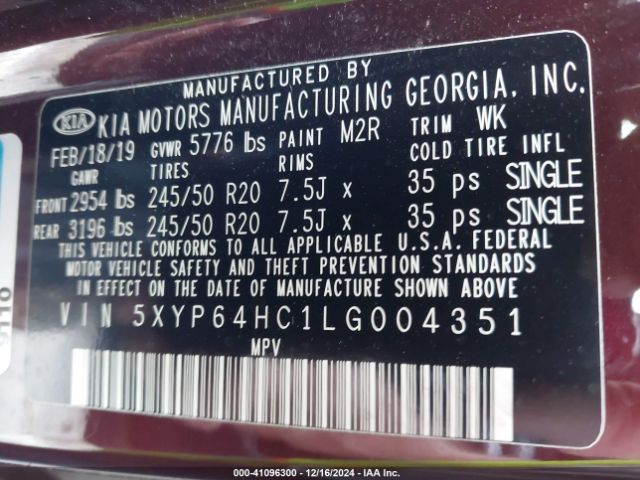 MANUFACTURED BY
KIA KIA MOTORS MANUFACTURING GEORGIA, INC.
FEB/18/19 GVWR 5776 lbs PAINT M2R TRIM WK
GAWR TIRES RIMS COLD TIRE INFL
FRONT 2954 lbs 245/50 R20 7.5J x 35 ps SINGLE
REAR 3196 lbs 245/50 R20 7.5J x 35 ps SINGLE
THIS VEHICLE CONFORMS TO ALL APPLICABLE U.S.A. FEDERAL
MOTOR VEHICLE SAFETY AND THEFT PREVENTION STANDARDS
IN EFFECT ON THE DATE OF MANUFACTURE SHOWN ABOVE
VIN 5XYP64HC1LG004351
MPV
9110
000-41096300 - 12/16/2024 - IAA Inc.